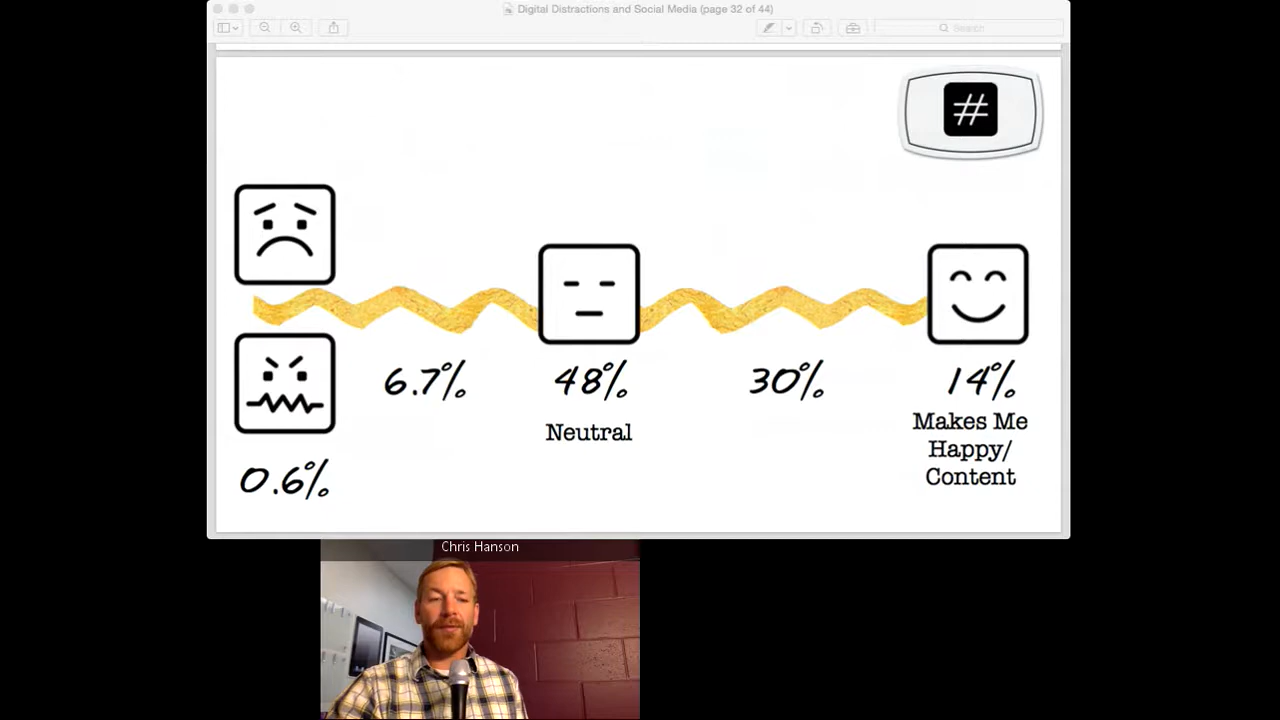 Digital Distractions and Social Media (page 32 of 44)
Search
#
6.7%
48%
30%
14%
Neutral
Makes Me
Happy/
Content
0.6%
Chris Hanson